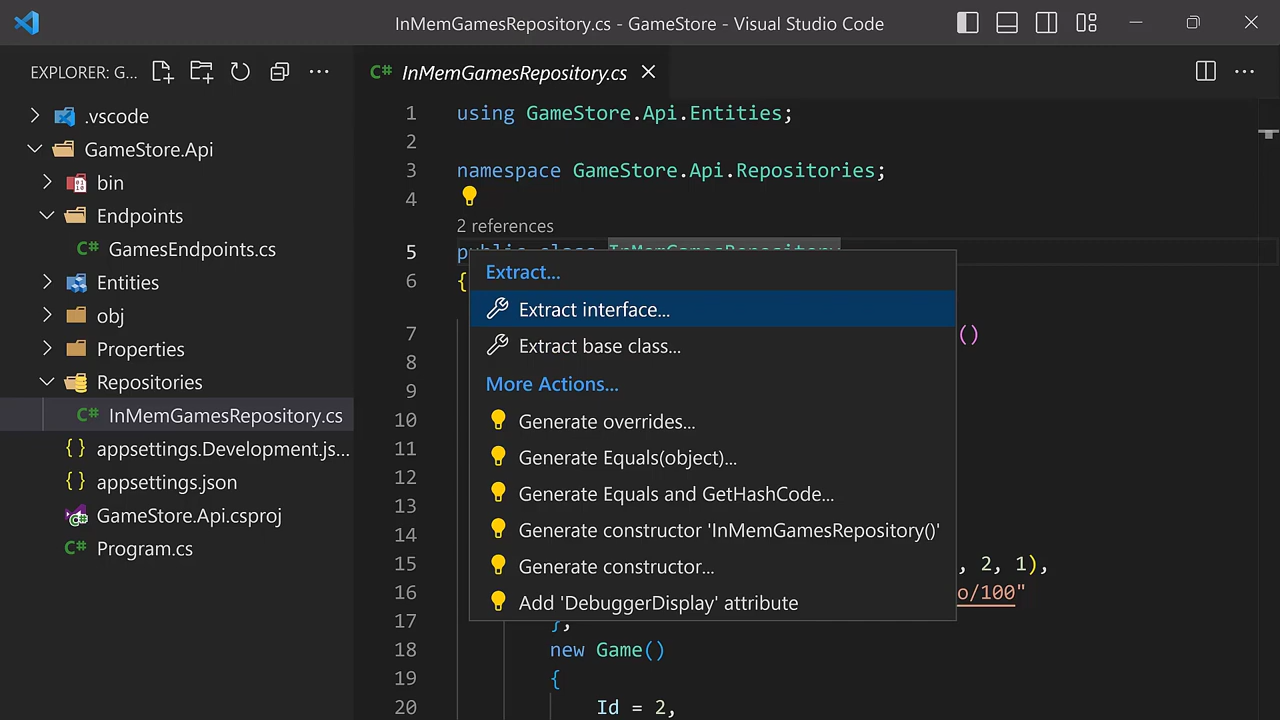 InMemGamesRepository.cs - GameStore - Visual Studio Code
EXPLORER: G...
.vscode
GameStore.Api
bin
Endpoints
GamesEndpoints.cs
Entities
obj
Properties
Repositories
InMemGamesRepository.cs
appsettings.Development.js...
appsettings.json
GameStore.Api.csproj
Program.cs
InMemGamesRepository.cs
1 using GameStore.Api.Entities;
2
3 namespace GameStore.Api.Repositories;
4
2 references
5 public class InMemGamesRepository
6 {
Extract...
Extract interface...
Extract base class...
More Actions...
Generate overrides...
Generate Equals(object)...
Generate Equals and GetHashCode...
Generate constructor 'InMemGamesRepository()'
Generate constructor...
Add 'DebuggerDisplay' attribute
7 ()
8
9
10
11
12
13
14
15 , 2, 1),
16 o/100"
17 },
18 new Game()
19 {
20 Id = 2,